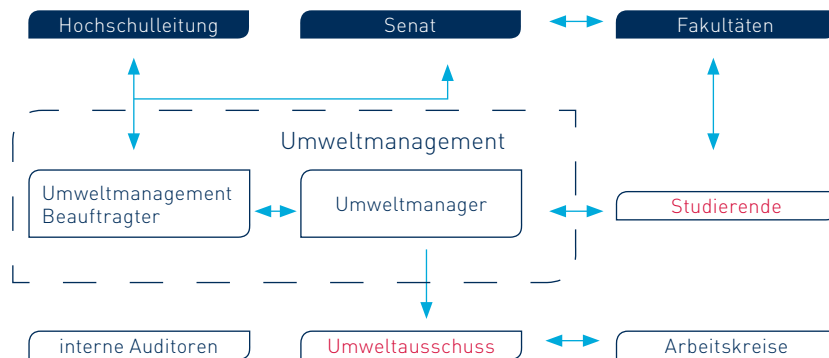 Hochschulleitung
Senat
Fakultäten
Umweltmanagement
Umweltmanagement
Beauftragter
Umweltmanager
Studierende
interne Auditoren
Umweltausschuss
Arbeitskreise